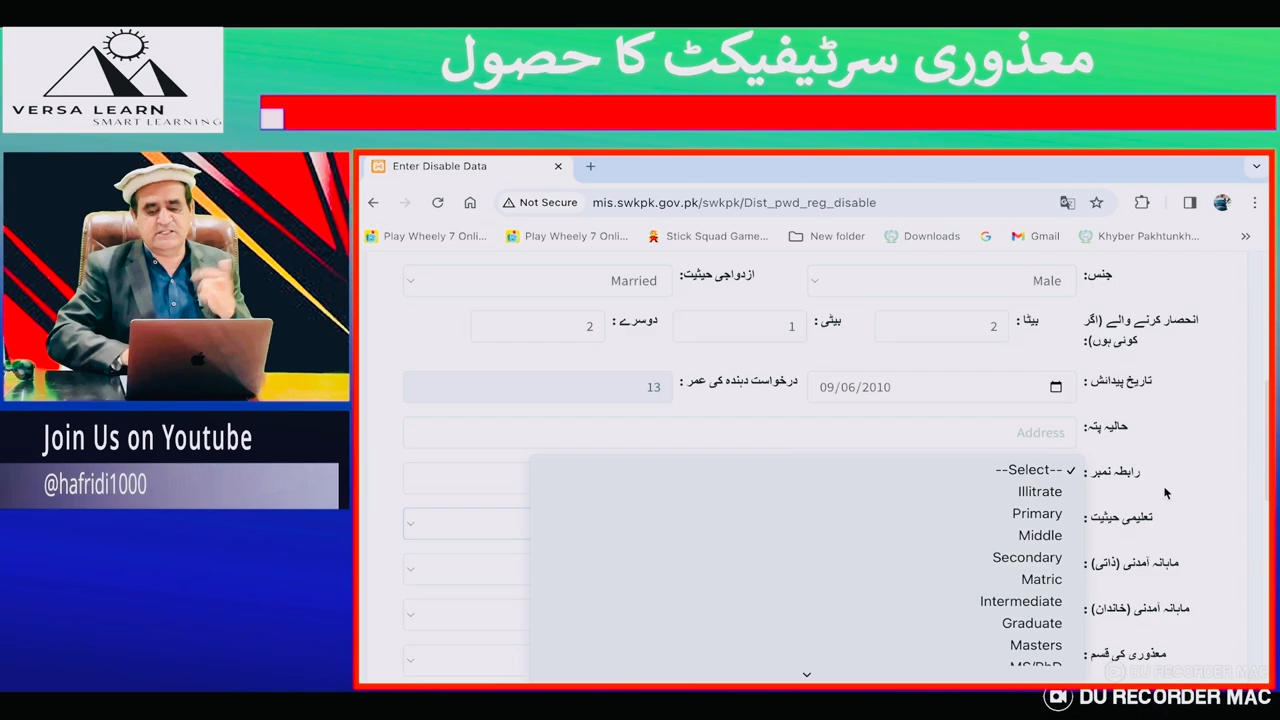 معذوری سرٹیفیکٹ کا حصول
VERSA LEARN
SMART LEARNING
Join Us on Youtube
@hafridi1000
Enter Disable Data
Not Secure
mis.swkpk.gov.pk/swkpk/Dist_pwd_reg_disable
Play Wheely 7 Onli...
Play Wheely 7 Onli...
Stick Squad Game...
New folder
Downloads
Gmail
Khyber Pakhtunkh...
جنس:
Male
ازدواجی حیثیت:
Married
انحصار کرنے والے (اگر کوئی ہوں):
بیٹا :
2
بیٹی :
1
دوسرے :
2
تاریخ پیدائش :
09/06/2010
درخواست دہندہ کی عمر :
13
حالیہ پتہ:
Address
رابطہ نمبر :
تعلیمی حیثیت :
ماہانہ آمدنی (ذاتی) :
ماہانہ آمدنی (خاندان) :
معذوری کی قسم :
--Select--
Illitrate
Primary
Middle
Secondary
Matric
Intermediate
Graduate
Masters
MS/PhD
DU RECORDER MAC
DU RECORDER MAC